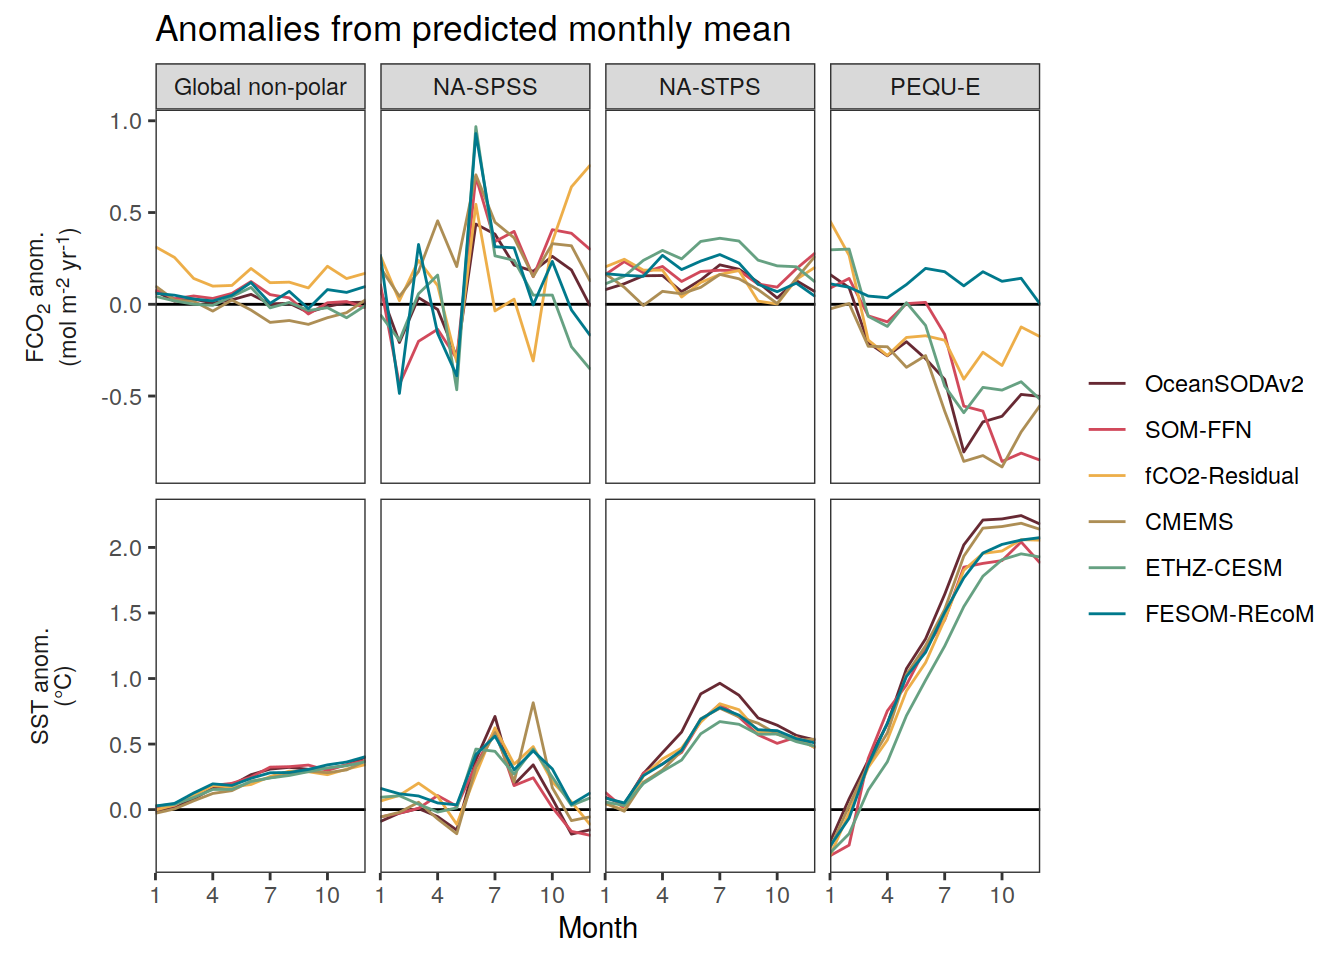 Anomalies from predicted monthly mean
Global non-polar
NA-SPSS
NA-STPS
PEQU-E
FCO₂ anom.
(mol m⁻² yr⁻¹)
1.0
0.5
0.0
-0.5
SST anom.
(°C)
2.0
1.5
1.0
0.5
0.0
1 4 7 10
1 4 7 10
1 4 7 10
1 4 7 10
Month
OceanSODAv2
SOM-FFN
fCO2-Residual
CMEMS
ETHZ-CESM
FESOM-REcoM